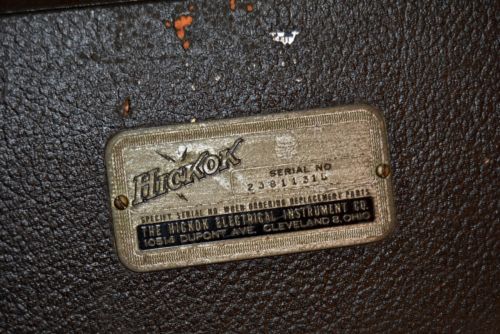 HICKOK
SERIAL NO
23811316
SPECIFY SERIAL NO. WHEN ORDERING REPLACEMENT PARTS
THE HICKOK ELECTRICAL INSTRUMENT CO.
10514 DUPONT AVE. CLEVELAND 8, OHIO